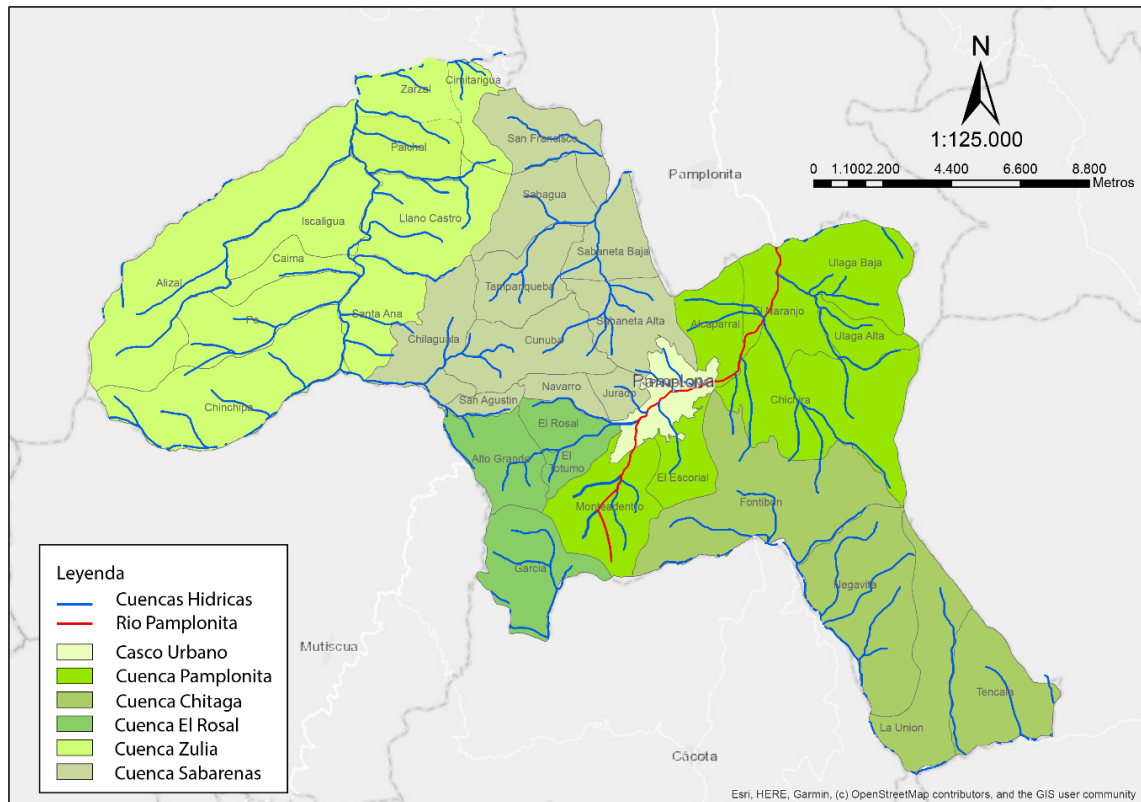 N
1:125.000
0 1.1002.200 4.400 6.600 8.800
Metros
Cimitarigua
Zarzal
San Francisco
Palchal
Pamplonita
Sabagua
Iscaligua
Llano Castro
Sabaneta Baja
Caima
Ulaga Baja
Alizal
Tampanqueba
Santa Ana
Fe
Sabaneta Alta
El Naranjo
Alcaparral
Ulaga Alta
Chilaguala
Cunuba
Pamplona
Navarro
Jurado
San Agustin
Chichira
Chinchipa
El Rosal
Alto Grande
El
Totumo
El Escorial
Fontibon
Monteadentro
Garcia
Negavita
Mutiscua
Tencala
La Union
Cácota
Leyenda
Cuencas Hidricas
Rio Pamplonita
Casco Urbano
Cuenca Pamplonita
Cuenca Chitaga
Cuenca El Rosal
Cuenca Zulia
Cuenca Sabarenas
Esri, HERE, Garmin, (c) OpenStreetMap contributors, and the GIS user community